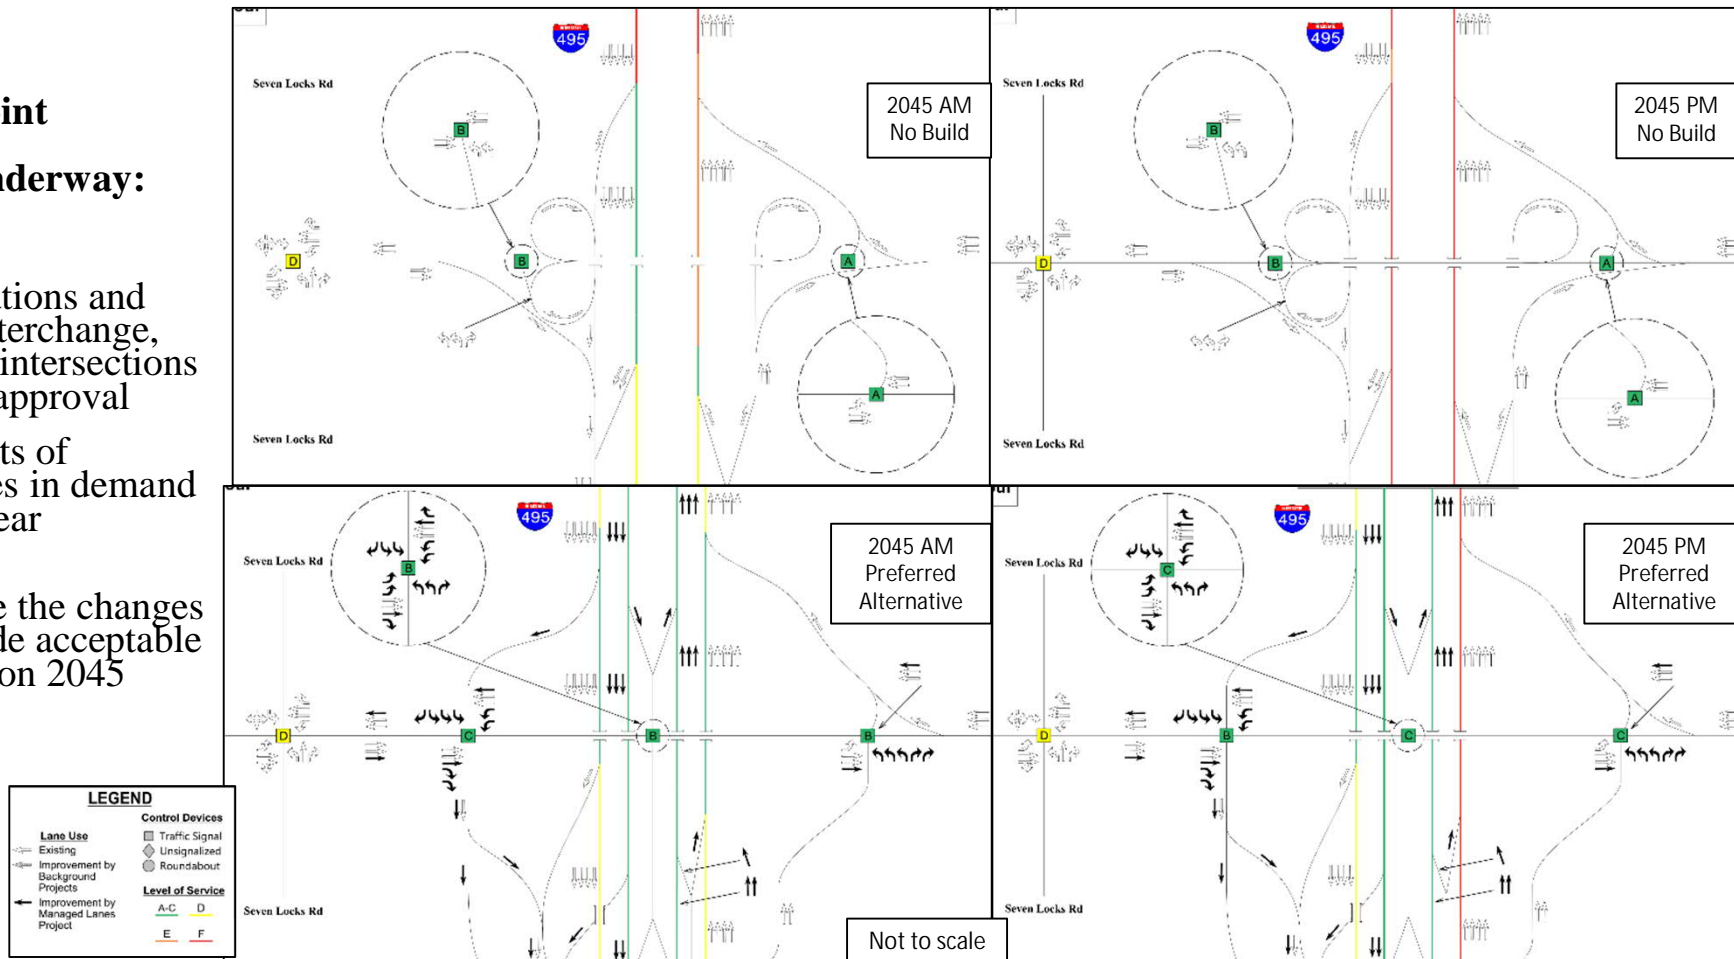 int
nderway:
ations and
terchange,
intersections
approval
ts of
es in demand
ear
e the changes
de acceptable
on 2045
495
Seven Locks Rd
2045 AM
No Build
B
B
D
A
A
Seven Locks Rd
495
Seven Locks Rd
2045 PM
No Build
B
B
D
A
A
Seven Locks Rd
495
Seven Locks Rd
2045 AM
Preferred
Alternative
B
D
C
B
B
Seven Locks Rd
495
Seven Locks Rd
2045 PM
Preferred
Alternative
C
D
B
C
C
Seven Locks Rd
Not to scale
LEGEND
Lane Use
Existing
Improvement by
Background
Projects
Improvement by
Managed Lanes
Project
Control Devices
Traffic Signal
Unsignalized
Roundabout
Level of Service
A-C D
E F